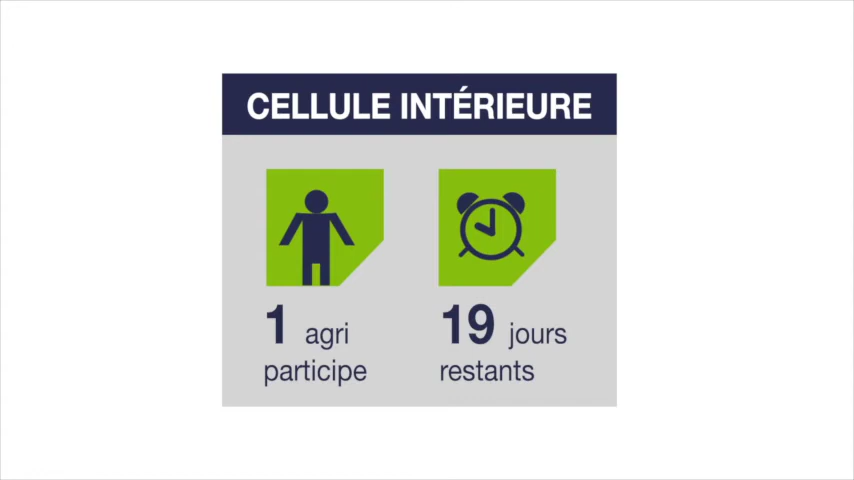 CELLULE INTÉRIEURE
1 agri
participe
19 jours
restants